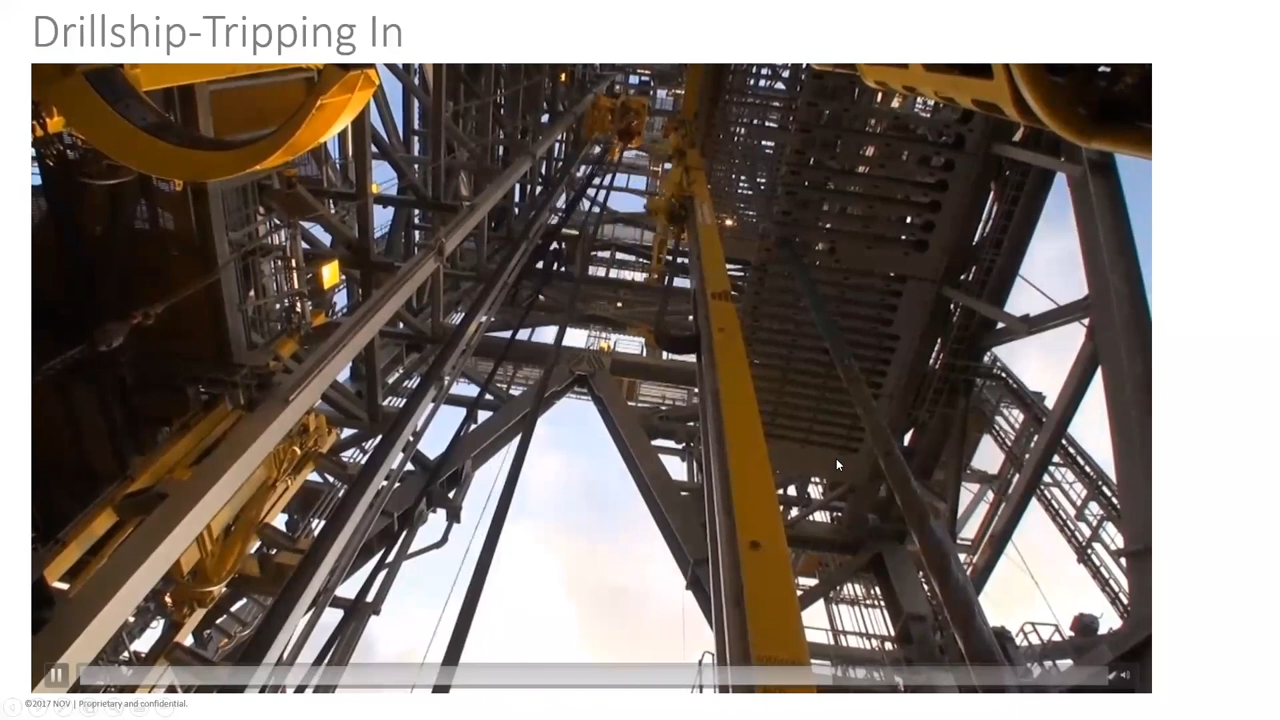 Drillship-Tripping In
©2017 NOV | Proprietary and confidential.